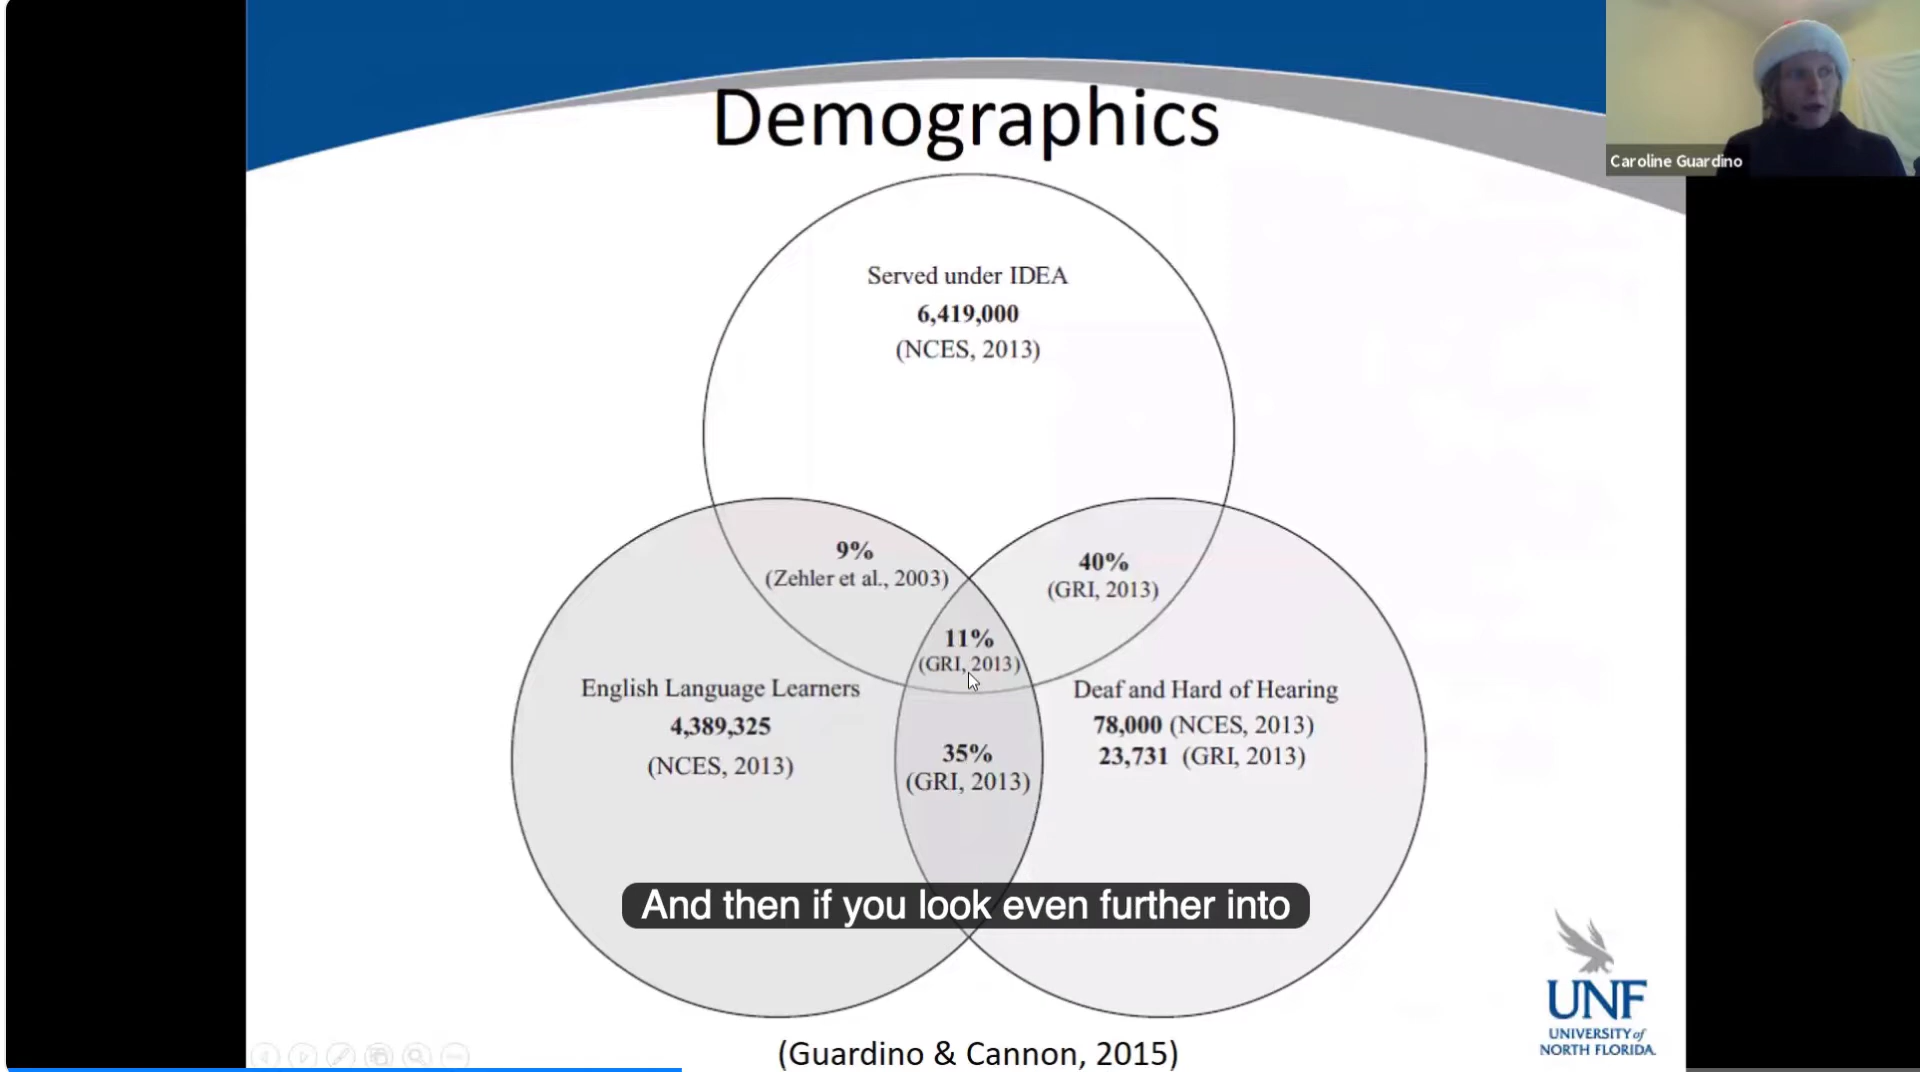 Demographics
Caroline Guardino
Served under IDEA
6,419,000
(NCES, 2013)
9%
(Zehler et al., 2003)
40%
(GRI, 2013)
11%
(GRI, 2013)
English Language Learners
4,389,325
(NCES, 2013)
Deaf and Hard of Hearing
78,000 (NCES, 2013)
23,731 (GRI, 2013)
35%
(GRI, 2013)
And then if you look even further into
UNF
UNIVERSITY of
NORTH FLORIDA.
(Guardino & Cannon, 2015)